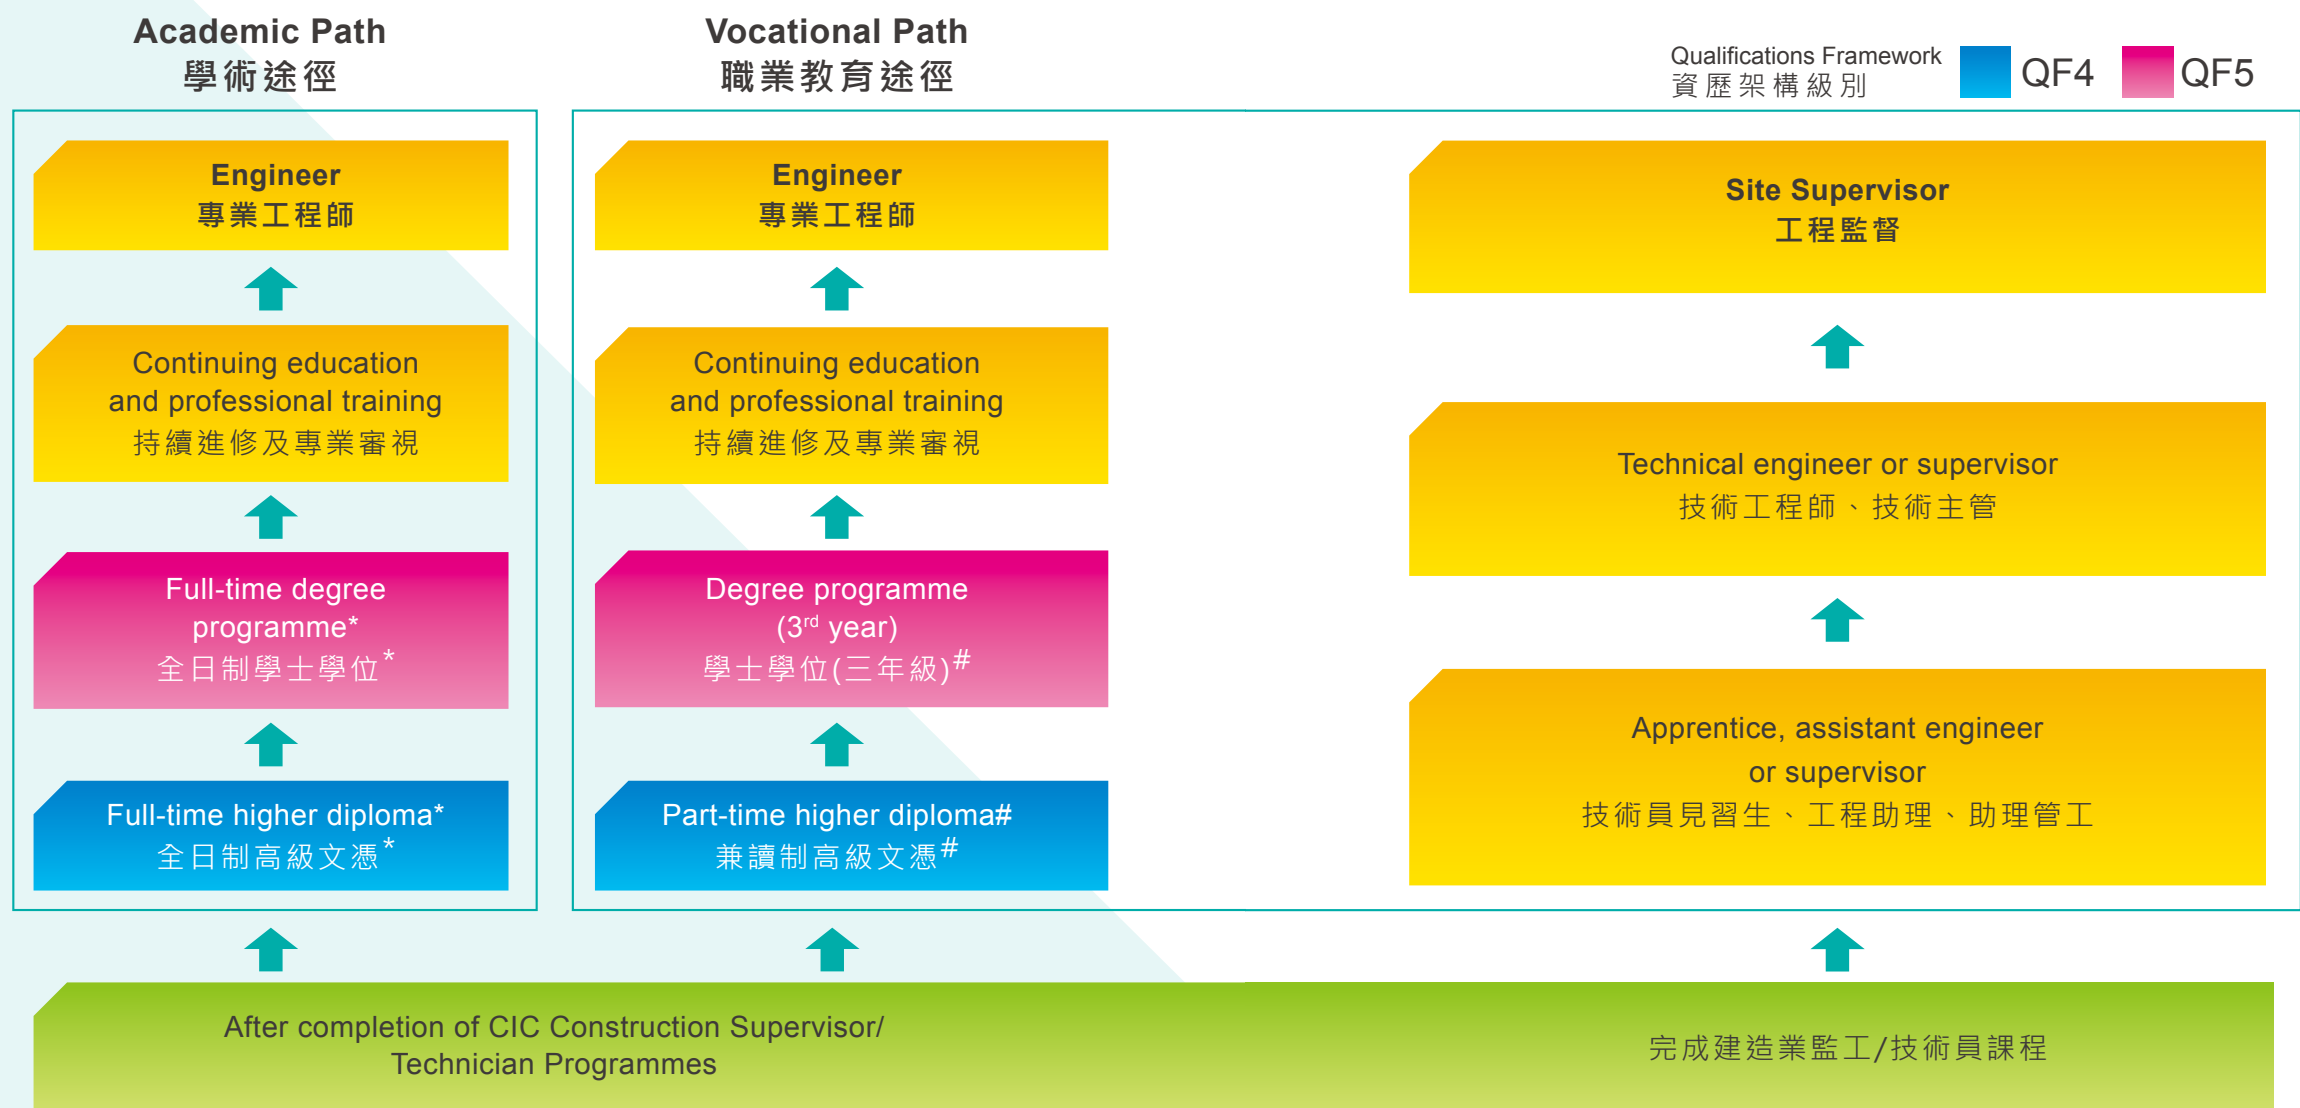 Academic Path
學術途徑
Vocational Path
職業教育途徑
Qualifications Framework
資歷架構級別
QF4
QF5
Engineer
專業工程師
Continuing education
and professional training
持續進修及專業審視
Full-time degree
programme*
全日制學士學位*
Full-time higher diploma*
全日制高級文憑*
Engineer
專業工程師
Continuing education
and professional training
持續進修及專業審視
Degree programme
(3rd year)
學士學位(三年級)#
Part-time higher diploma#
兼讀制高級文憑#
Site Supervisor
工程監督
Technical engineer or supervisor
技術工程師、技術主管
Apprentice, assistant engineer
or supervisor
技術員見習生、工程助理、助理管工
After completion of CIC Construction Supervisor/
Technician Programmes
完成建造業監工/技術員課程